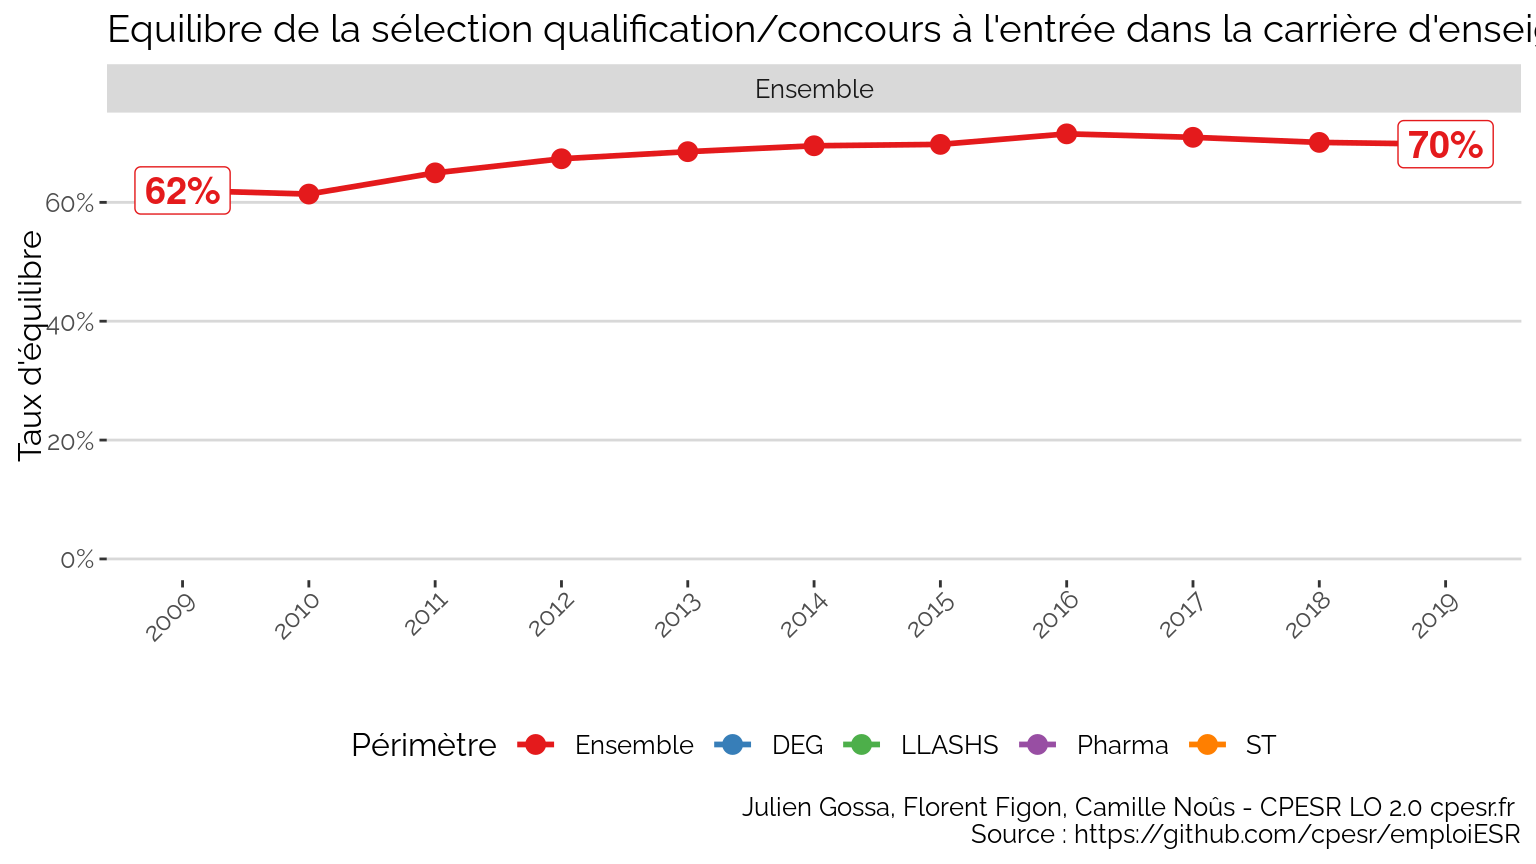 Equilibre de la sélection qualification/concours à l'entrée dans la carrière d'ensei
Ensemble
62%
70%
60%
40%
20%
0%
Taux d'équilibre
2009 2010 2011 2012 2013 2014 2015 2016 2017 2018 2019
Périmètre Ensemble DEG LLASHS Pharma ST
Julien Gossa, Florent Figon, Camille Noûs - CPESR LO 2.0 cpesr.fr
Source : https://github.com/cpesr/emploiESR